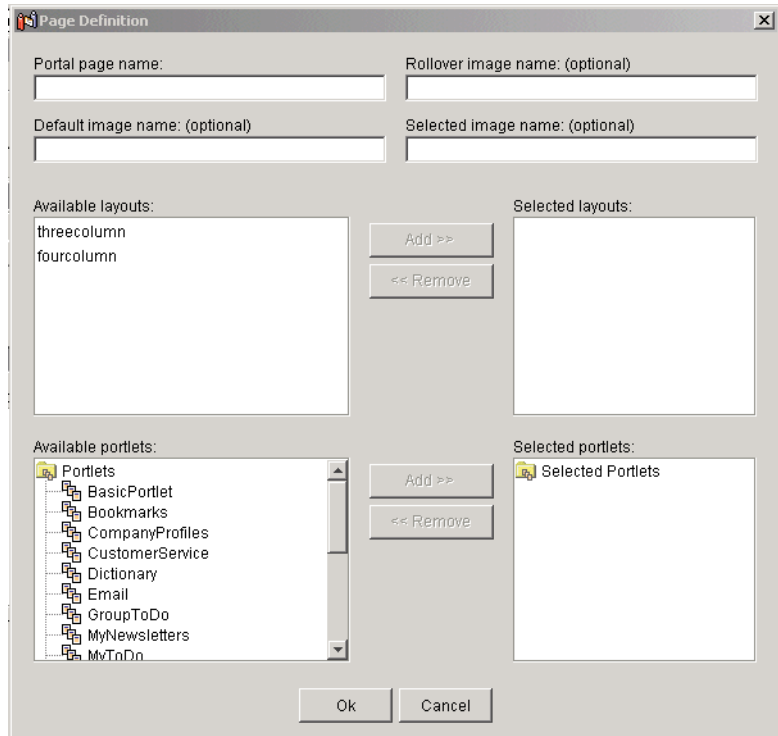 Page Definition
Portal page name:
Rollover image name: (optional)
Default image name: (optional)
Selected image name: (optional)
Available layouts:
Selected layouts:
threecolumn
fourcolumn
Add >>
<< Remove
Available portlets:
Selected portlets:
Portlets
BasicPortlet
Bookmarks
CompanyProfiles
CustomerService
Dictionary
Email
GroupToDo
MyNewsletters
MyToDo
Add >>
<< Remove
Selected Portlets
Ok
Cancel